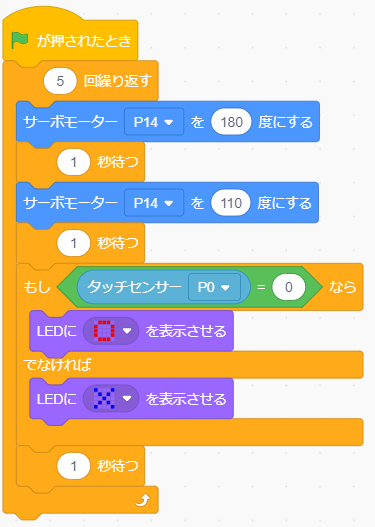 が押されたとき
5 回繰り返す
サーボモーター P14 を 180 度にする
1 秒待つ
サーボモーター P14 を 110 度にする
1 秒待つ
もし タッチセンサー P0 = 0 なら
LEDに を表示させる
でなければ
LEDに を表示させる
1 秒待つ